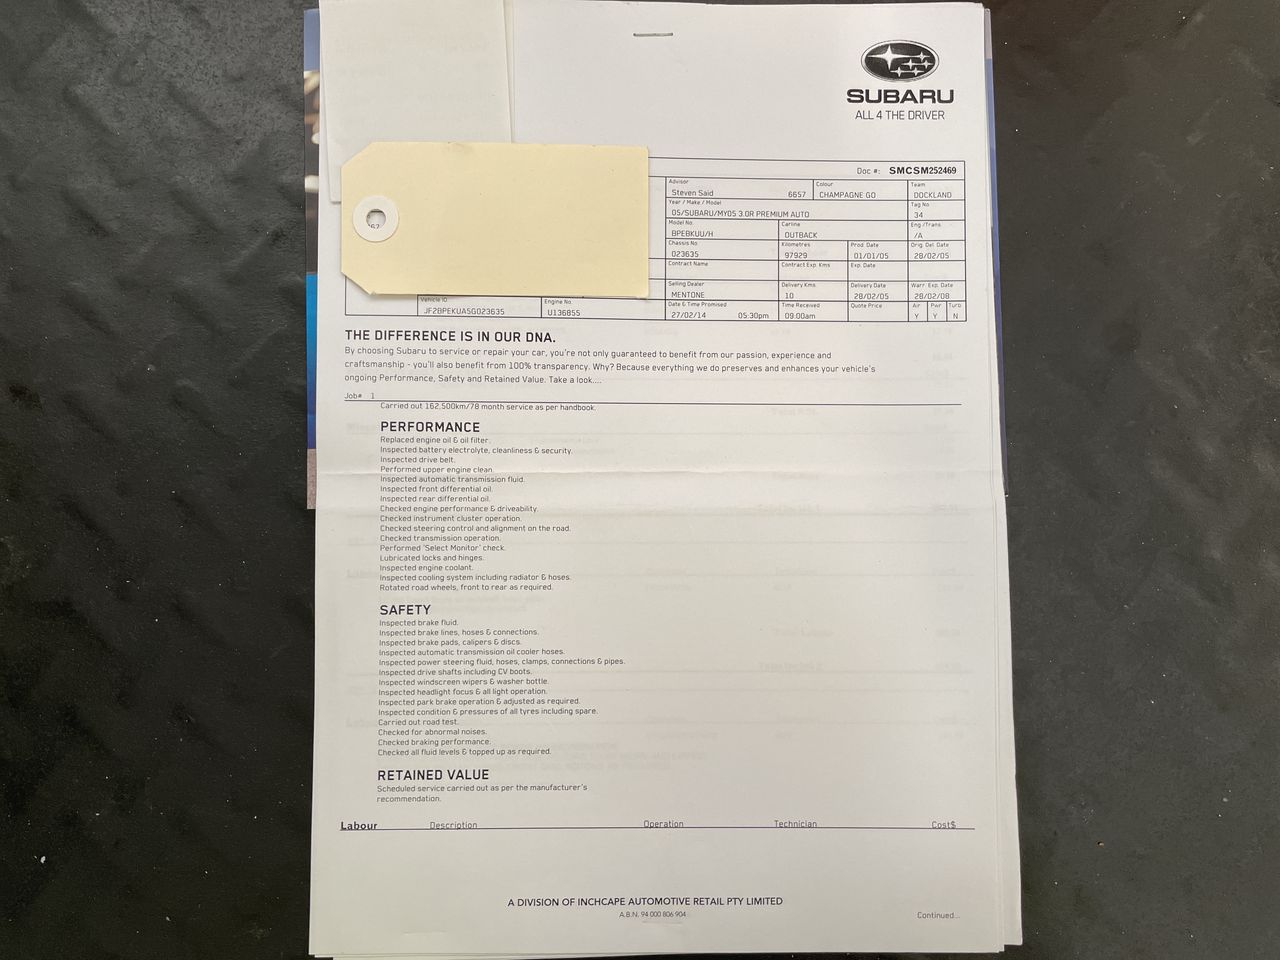 SUBARU
ALL 4 THE DRIVER
Doc #: SMCSM252469
Advisor Colour Team
Steven Said 6657 CHAMPAGNE GO DOCKLAND
Year / Make / Model Tag No
05/SUBARU/MY05 3.0R PREMIUM AUTO 34
Model No. Carline Eng /Trans
BPEBKUU/H OUTBACK /A
Chassis No. Kilometres Prod. Date Orig. Del. Date
023635 97929 01/01/05 28/02/05
Contract Name Contract Exp. Kms Exp. Date
Selling Dealer Delivery Kms. Delivery Date Warr. Exp. Date
MENTONE 10 28/02/05 28/02/08
Vehicle ID Engine No. Date & Time Promised Time Received Quote Price Air Pwr Turb
JF2BPEKUA5G023635 U136855 27/02/14 05:30pm 09:00am Y Y N
THE DIFFERENCE IS IN OUR DNA.
By choosing Subaru to service or repair your car, you're not only guaranteed to benefit from our passion, experience and
craftsmanship - you'll also benefit from 100% transparency. Why? Because everything we do preserves and enhances your vehicle's
ongoing Performance, Safety and Retained Value. Take a look....
Job# 1
Carried out 162,500km/78 month service as per handbook.
PERFORMANCE
Replaced engine oil & oil filter.
Inspected battery electrolyte, cleanliness & security.
Inspected drive belt.
Performed upper engine clean.
Inspected automatic transmission fluid.
Inspected front differential oil.
Inspected rear differential oil.
Checked engine performance & driveability.
Checked instrument cluster operation.
Checked steering control and alignment on the road.
Checked transmission operation.
Performed 'Select Monitor' check.
Lubricated locks and hinges.
Inspected engine coolant.
Inspected cooling system including radiator & hoses.
Rotated road wheels, front to rear as required.
SAFETY
Inspected brake fluid.
Inspected brake lines, hoses & connections.
Inspected brake pads, calipers & discs.
Inspected automatic transmission oil cooler hoses.
Inspected power steering fluid, hoses, clamps, connections & pipes.
Inspected drive shafts including CV boots.
Inspected windscreen wipers & washer bottle.
Inspected headlight focus & all light operation.
Inspected park brake operation & adjusted as required.
Inspected condition & pressures of all tyres including spare.
Carried out road test.
Checked for abnormal noises.
Checked braking performance.
Checked all fluid levels & topped up as required.
RETAINED VALUE
Scheduled service carried out as per the manufacturer's
recommendation.
Labour Description Operation Technician Cost$
A DIVISION OF INCHCAPE AUTOMOTIVE RETAIL PTY LIMITED
A.B.N. 94 000 806 904
Continued...